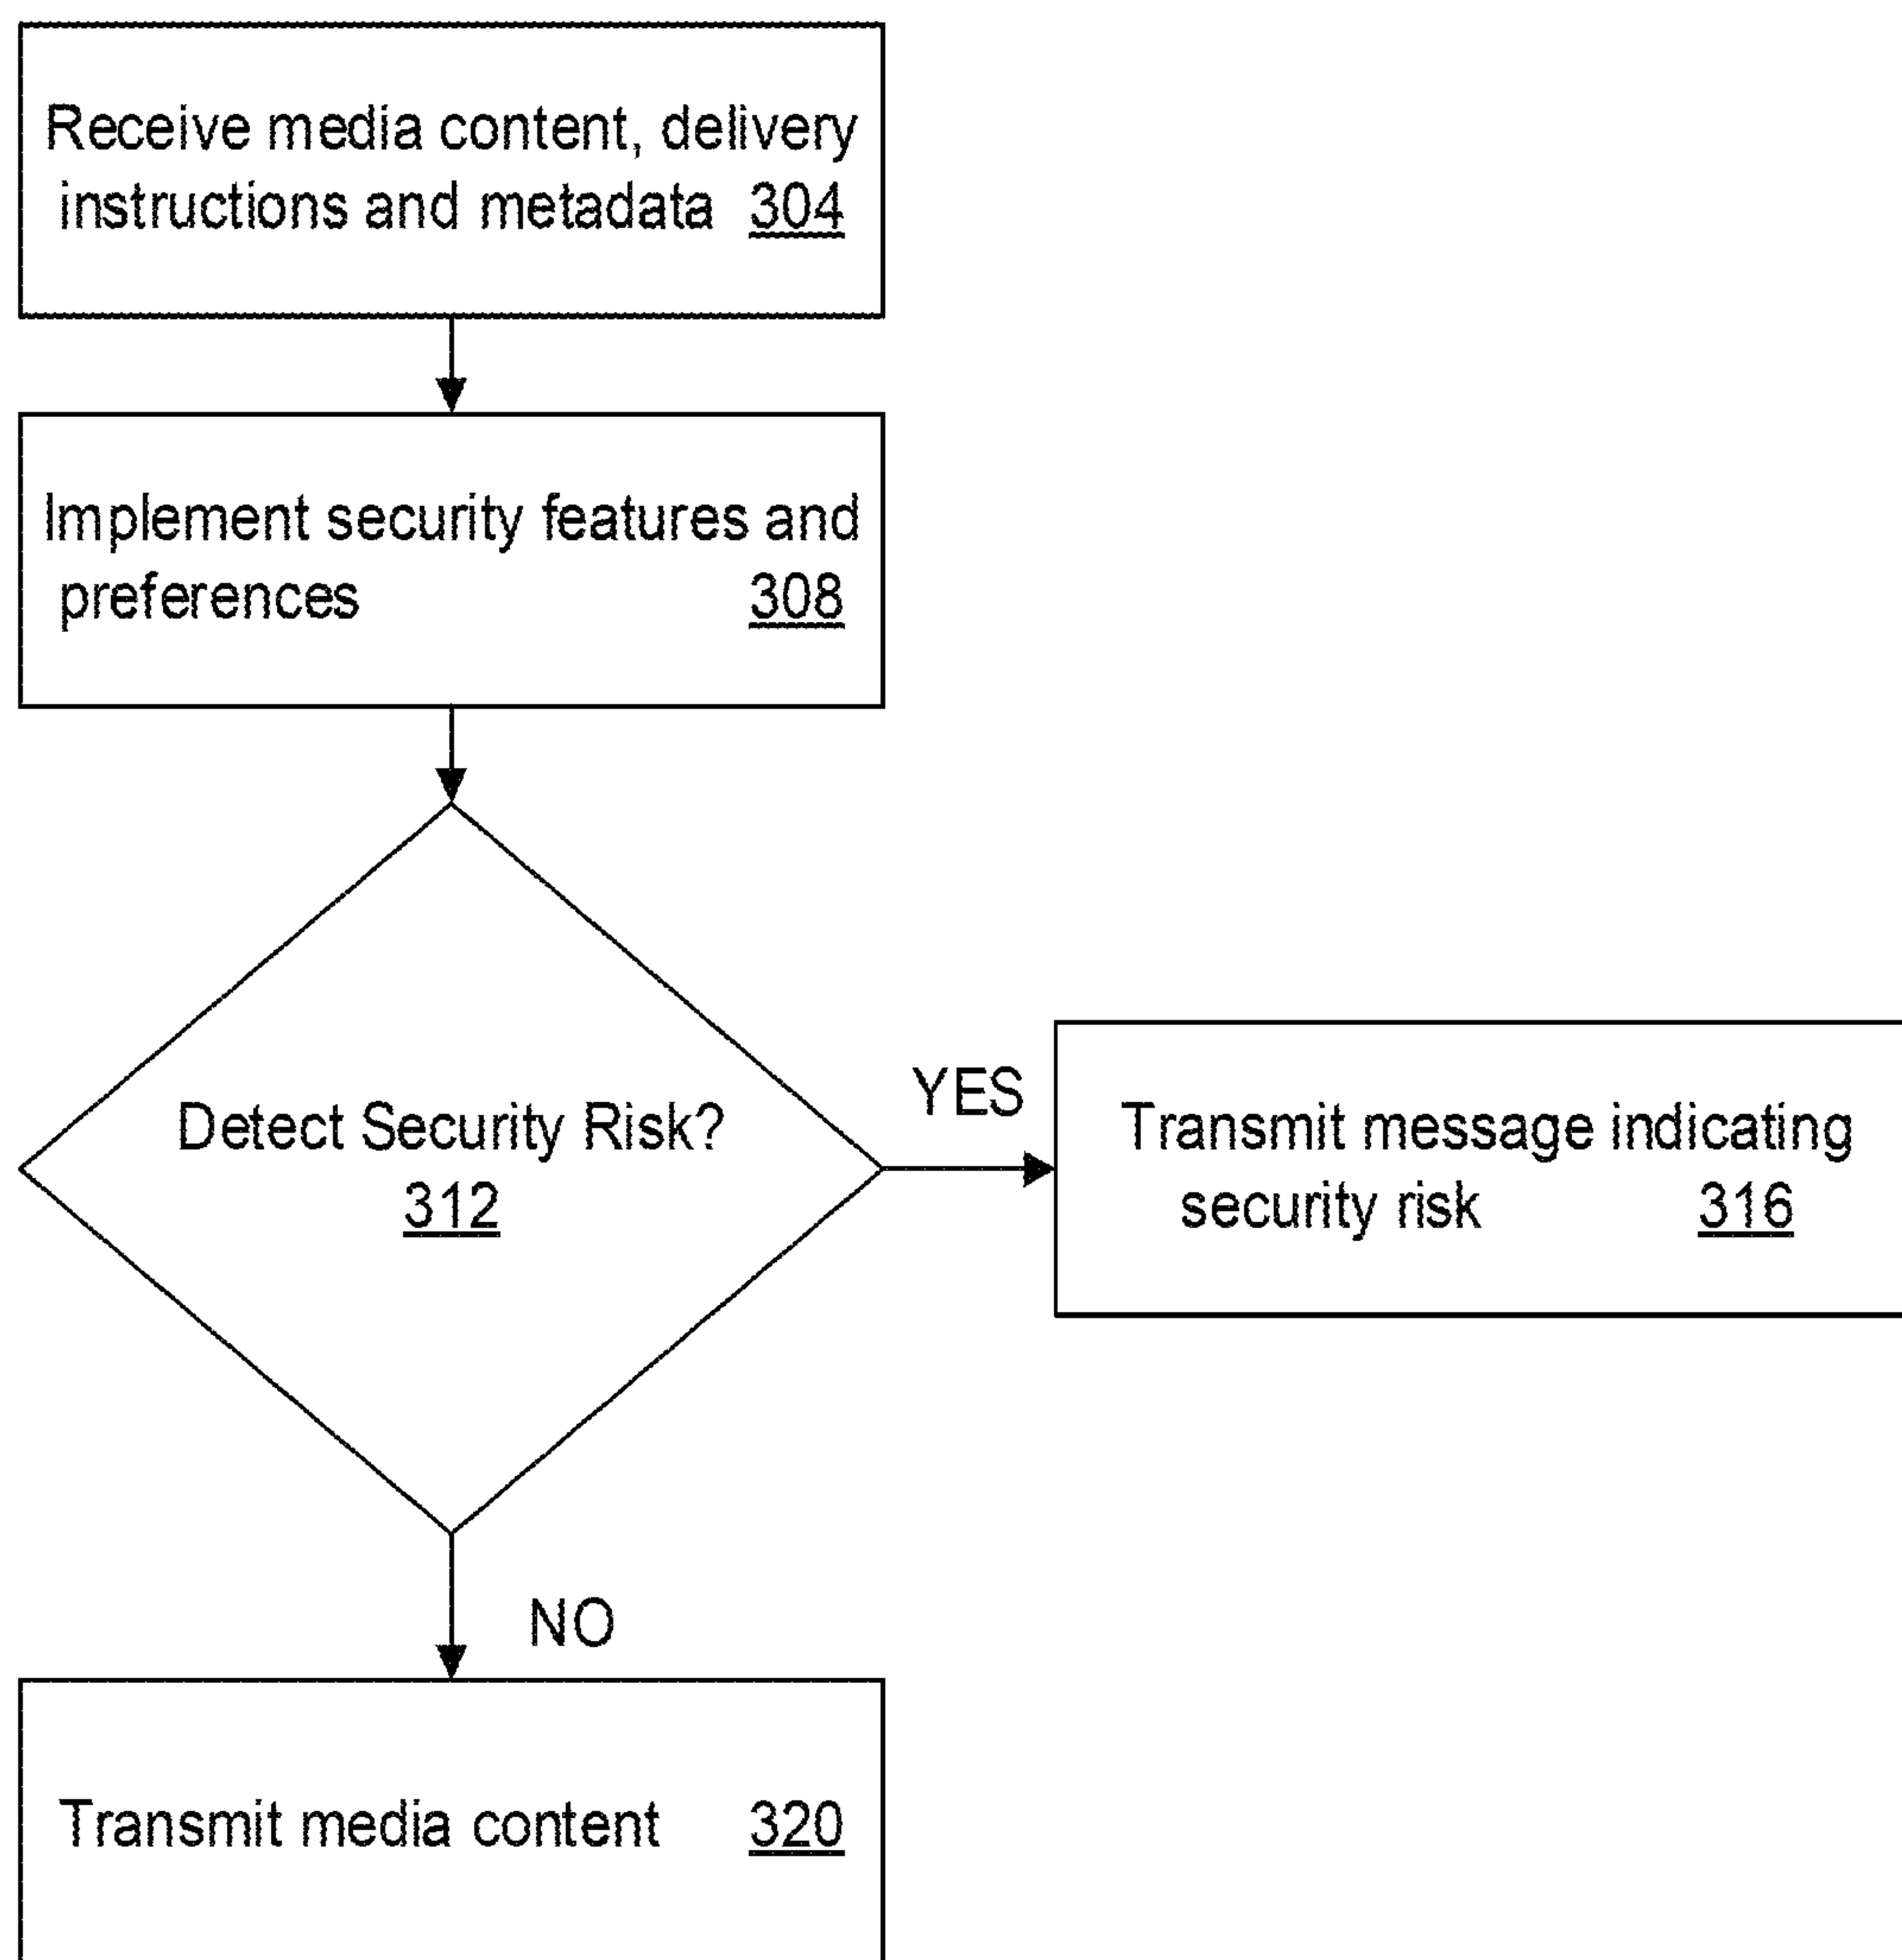 Receive media content, delivery
instructions and metadata 304
Implement security features and
preferences 308
Detect Security Risk?
312
YES
Transmit message indicating
security risk 316
NO
Transmit media content 320